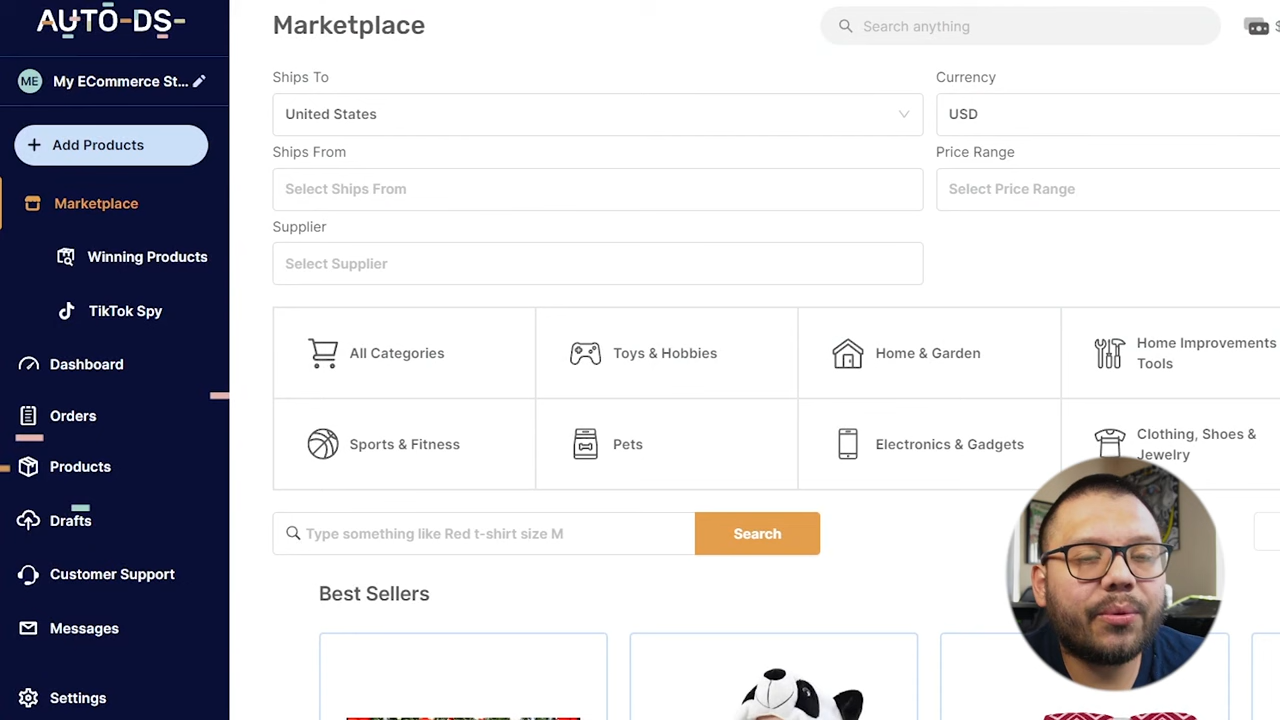 AUTO-DS-
ME My ECommerce St...
+ Add Products
Marketplace
Winning Products
TikTok Spy
Dashboard
Orders
Products
Drafts
Customer Support
Messages
Settings
Marketplace
Search anything
$
Ships To
United States
Currency
USD
Ships From
Select Ships From
Price Range
Select Price Range
Supplier
Select Supplier
All Categories
Toys & Hobbies
Home & Garden
Home Improvements
Tools
Sports & Fitness
Pets
Electronics & Gadgets
Clothing, Shoes &
Jewelry
Type something like Red t-shirt size M
Search
Best Sellers